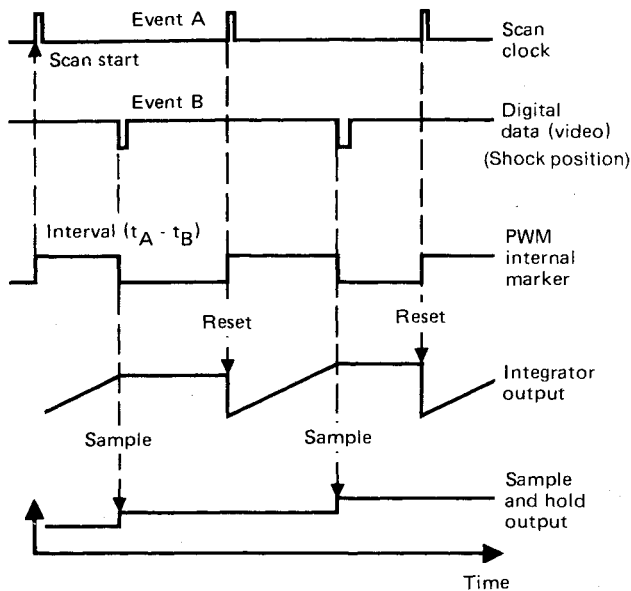 Event A
Scan clock
Scan start
Event B
Digital data (video)
(Shock position)
Interval (tA - tB)
PWM internal marker
Reset
Reset
Integrator output
Sample
Sample
Sample and hold output
Time